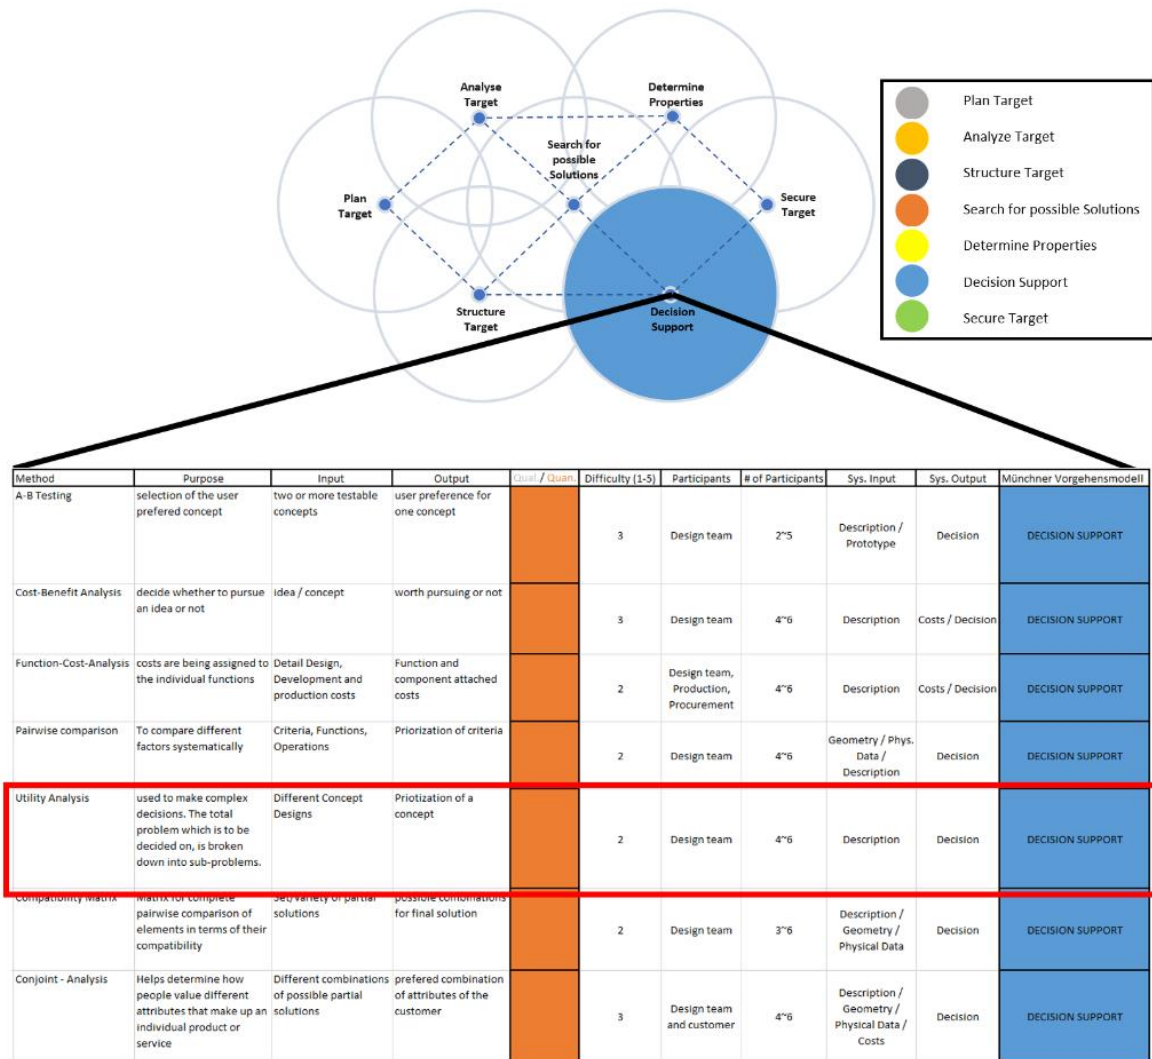 Analyse
Target
Determine
Properties
Search for
possible
Solutions
Plan
Target
Secure
Target
Structure
Target
Decision
Support
Plan Target
Analyze Target
Structure Target
Search for possible Solutions
Determine Properties
Decision Support
Secure Target
Method Purpose Input Output Qual./ Quan. Difficulty (1-5) Participants # of Participants Sys. Input Sys. Output Münchner Vorgehensmodell
A-B Testing
selection of the user
prefered concept
two or more testable
concepts
user preference for
one concept
3
Design team
2~5
Description /
Prototype
Decision
DECISION SUPPORT
Cost-Benefit Analysis
decide whether to pursue
an idea or not
idea / concept
worth pursuing or not
3
Design team
4~6
Description
Costs / Decision
DECISION SUPPORT
Function-Cost-Analysis
costs are being assigned to
the individual functions
Detail Design,
Development and
production costs
Function and
component attached
costs
2
Design team,
Production,
Procurement
4~6
Description
Costs / Decision
DECISION SUPPORT
Pairwise comparison
To compare different
factors systematically
Criteria, Functions,
Operations
Priorization of criteria
2
Design team
4~6
Geometry / Phys.
Data /
Description
Decision
DECISION SUPPORT
Utility Analysis
used to make complex
decisions. The total
problem which is to be
decided on, is broken
down into sub-problems.
Different Concept
Designs
Priotization of a
concept
2
Design team
4~6
Description
Decision
DECISION SUPPORT
Compatibility Matrix
Matrix for complete
pairwise comparison of
elements in terms of their
compatibility
Set/Variety of partial
solutions
possible combinations
for final solution
2
Design team
3~6
Description /
Geometry /
Physical Data
Decision
DECISION SUPPORT
Conjoint - Analysis
Helps determine how
people value different
attributes that make up an
individual product or
service
Different combinations
of possible partial
solutions
prefered combination
of attributes of the
customer
3
Design team
and customer
4~6
Description /
Geometry /
Physical Data /
Costs
Decision
DECISION SUPPORT